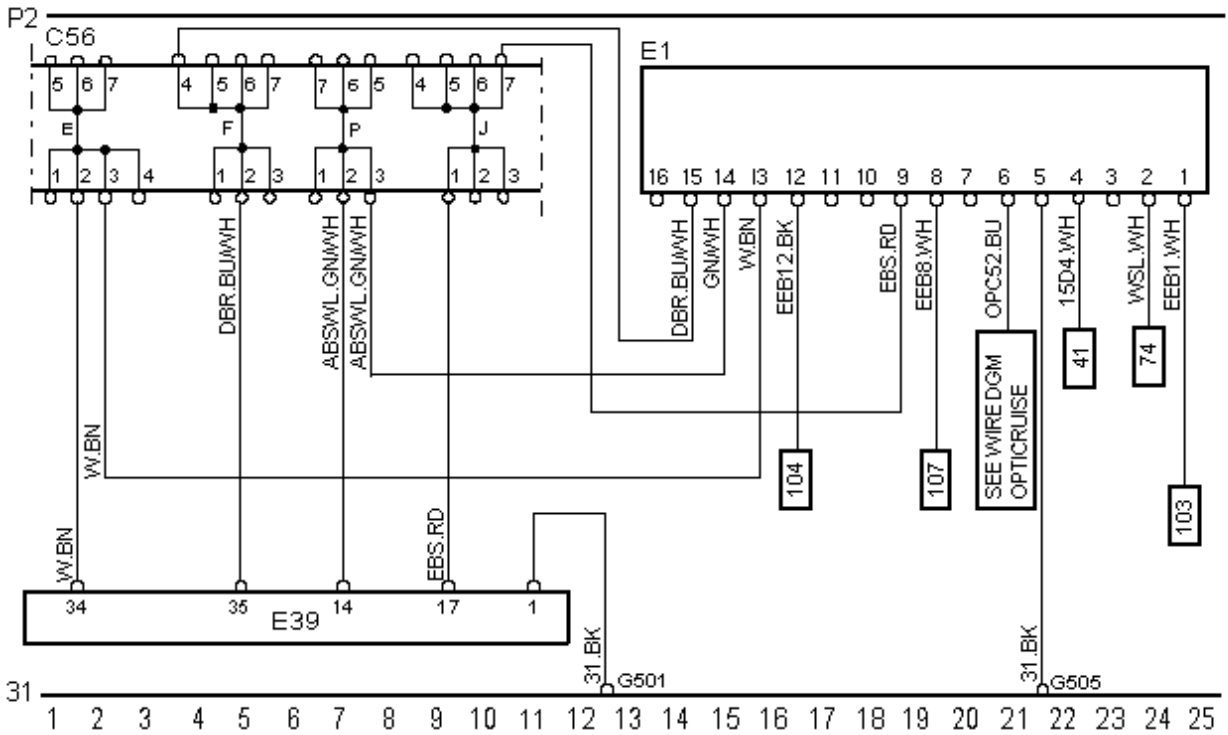 P2
C56
E1
5 6 7 4 5 6 7 7 6 5 4 5 6 7
E F P J
1 2 3 4 1 2 3 1 2 3 1 2 3
16 15 14 13 12 11 10 9 8 7 6 5 4 3 2 1
W.BN
W.BN
DBR.BU/WH
ABSWL.GN/WH
ABSWL.GN/WH
EBS.RD
W.BN
DBR.BU/WH
GN/WH
W.BN
EEB12.BK
EBS.RD
EEB8.WH
OPC52.BU
15D4.WH
WSL.WH
EEB1.WH
104
107
SEE WIRE DGM
OPTICRUISE
41
74
103
34 35 14 17 1
E39
31.BK
G501
31.BK
G505
31
1 2 3 4 5 6 7 8 9 10 11 12 13 14 15 16 17 18 19 20 21 22 23 24 25